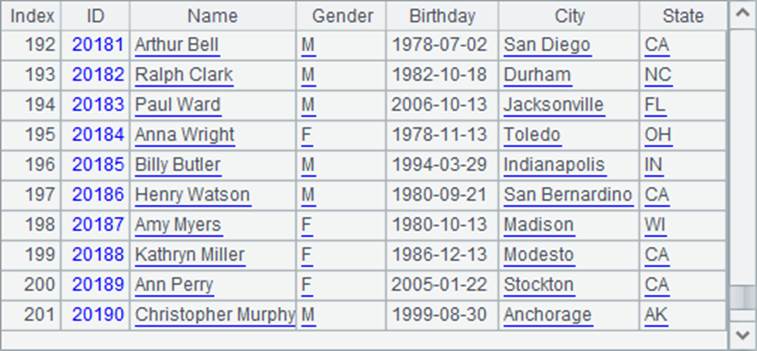 Index ID Name Gender Birthday City State
192 20181 Arthur Bell M 1978-07-02 San Diego CA
193 20182 Ralph Clark M 1982-10-18 Durham NC
194 20183 Paul Ward M 2006-10-13 Jacksonville FL
195 20184 Anna Wright F 1978-11-13 Toledo OH
196 20185 Billy Butler M 1994-03-29 Indianapolis IN
197 20186 Henry Watson M 1980-09-21 San Bernardino CA
198 20187 Amy Myers F 1980-10-13 Madison WI
199 20188 Kathryn Miller F 1986-12-13 Modesto CA
200 20189 Ann Perry F 2005-01-22 Stockton CA
201 20190 Christopher Murphy M 1999-08-30 Anchorage AK